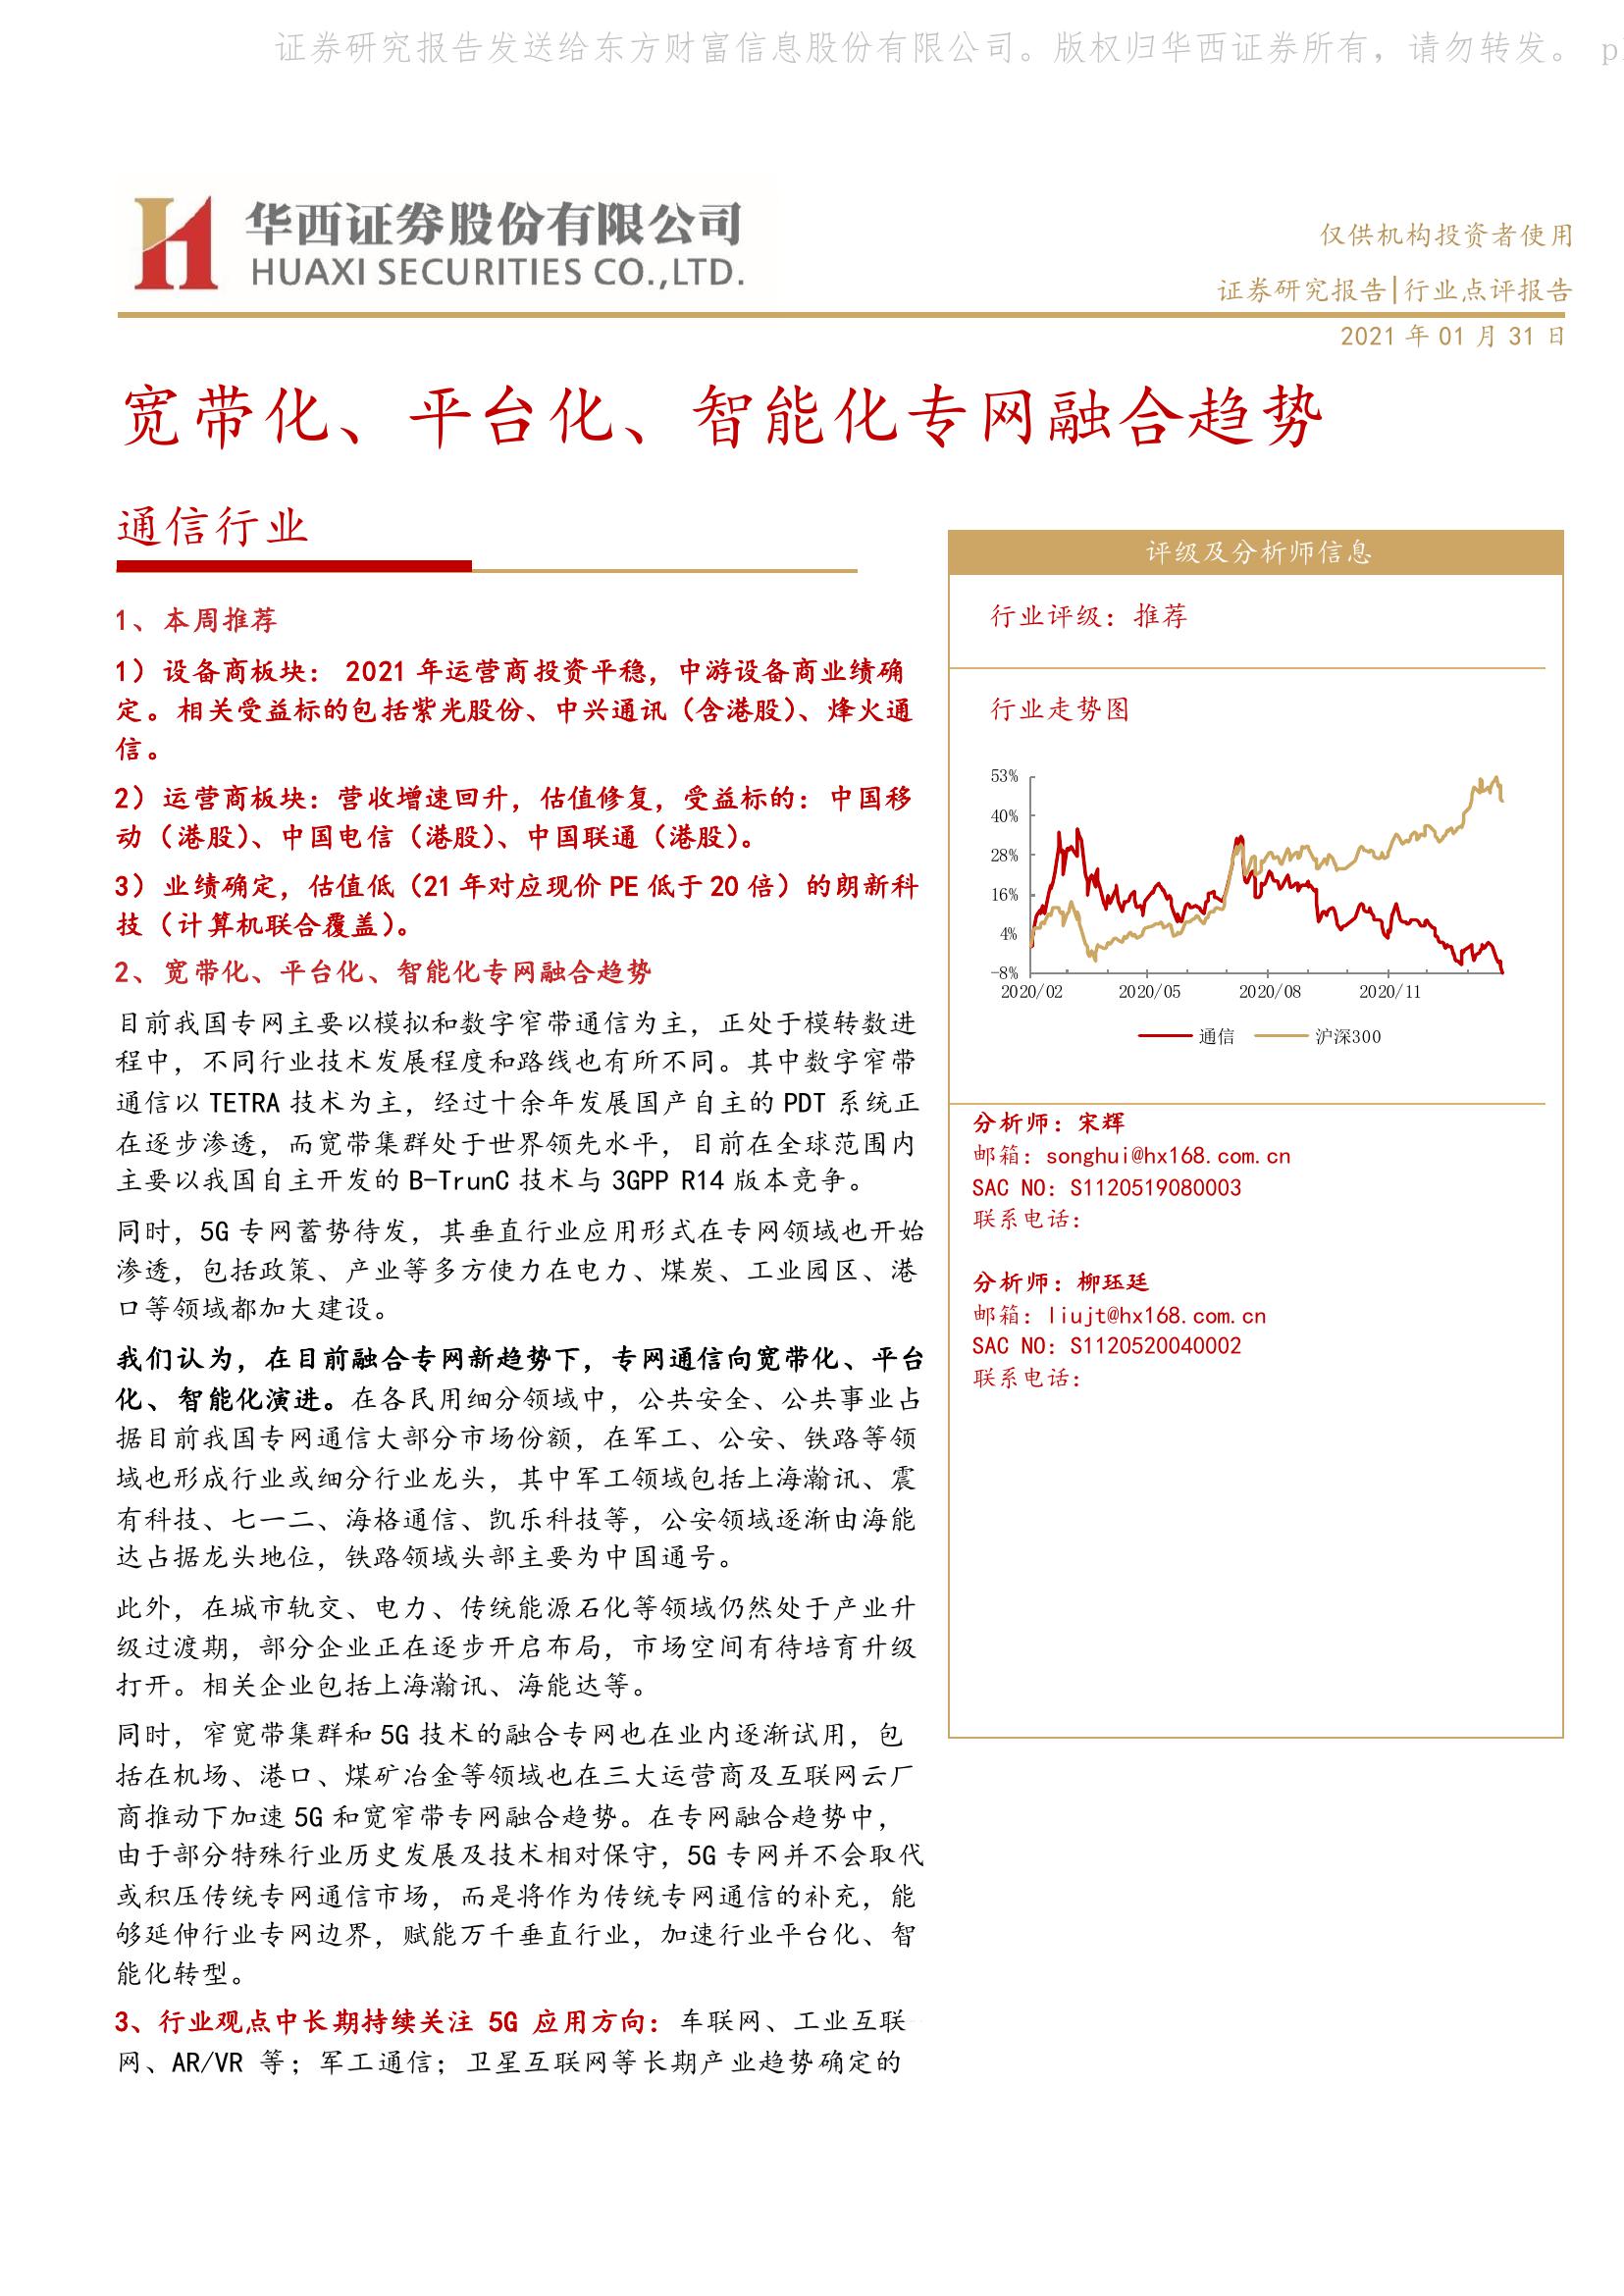 证券研究报告发送给东方财富信息股份有限公司。版权归华西证券所有，请勿转发。 p
华西证券股份有限公司
HUAXI SECURITIES CO.,LTD.
仅供机构投资者使用
证券研究报告|行业点评报告
2021 年 01 月 31 日
宽带化、平台化、智能化专网融合趋势
通信行业
1、本周推荐
1）设备商板块： 2021 年运营商投资平稳，中游设备商业绩确
定。相关受益标的包括紫光股份、中兴通讯（含港股）、烽火通
信。
2）运营商板块：营收增速回升，估值修复，受益标的：中国移
动（港股）、中国电信（港股）、中国联通（港股）。
3）业绩确定，估值低（21 年对应现价 PE 低于 20 倍）的朗新科
技（计算机联合覆盖）。
2、宽带化、平台化、智能化专网融合趋势
目前我国专网主要以模拟和数字窄带通信为主，正处于模转数进
程中，不同行业技术发展程度和路线也有所不同。其中数字窄带
通信以 TETRA 技术为主，经过十余年发展国产自主的 PDT 系统正
在逐步渗透，而宽带集群处于世界领先水平，目前在全球范围内
主要以我国自主开发的 B-TrunC 技术与 3GPP R14 版本竞争。
同时，5G 专网蓄势待发，其垂直行业应用形式在专网领域也开始
渗透，包括政策、产业等多方使力在电力、煤炭、工业园区、港
口等领域都加大建设。
我们认为，在目前融合专网新趋势下，专网通信向宽带化、平台
化、智能化演进。在各民用细分领域中，公共安全、公共事业占
据目前我国专网通信大部分市场份额，在军工、公安、铁路等领
域也形成行业或细分行业龙头，其中军工领域包括上海瀚讯、震
有科技、七一二、海格通信、凯乐科技等，公安领域逐渐由海能
达占据龙头地位，铁路领域头部主要为中国通号。
此外，在城市轨交、电力、传统能源石化等领域仍然处于产业升
级过渡期，部分企业正在逐步开启布局，市场空间有待培育升级
打开。相关企业包括上海瀚讯、海能达等。
同时，窄宽带集群和 5G 技术的融合专网也在业内逐渐试用，包
括在机场、港口、煤矿冶金等领域也在三大运营商及互联网云厂
商推动下加速 5G 和宽窄带专网融合趋势。在专网融合趋势中，
由于部分特殊行业历史发展及技术相对保守，5G 专网并不会取代
或积压传统专网通信市场，而是将作为传统专网通信的补充，能
够延伸行业专网边界，赋能万千垂直行业，加速行业平台化、智
能化转型。
3、行业观点中长期持续关注 5G 应用方向：车联网、工业互联
网、AR/VR 等；军工通信；卫星互联网等长期产业趋势确定的
评级及分析师信息
行业评级：推荐
行业走势图
53%
40%
28%
16%
4%
-8%
2020/02 2020/05 2020/08 2020/11
通信 沪深300
分析师：宋辉
邮箱：songhui@hx168.com.cn
SAC NO：S1120519080003
联系电话：
分析师：柳珏廷
邮箱：liujt@hx168.com.cn
SAC NO：S1120520040002
联系电话：